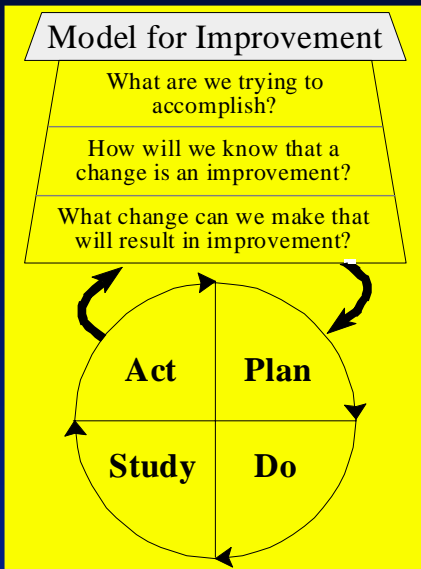 Model for Improvement
What are we trying to
accomplish?
How will we know that a
change is an improvement?
What change can we make that
will result in improvement?
Act
Plan
Study
Do